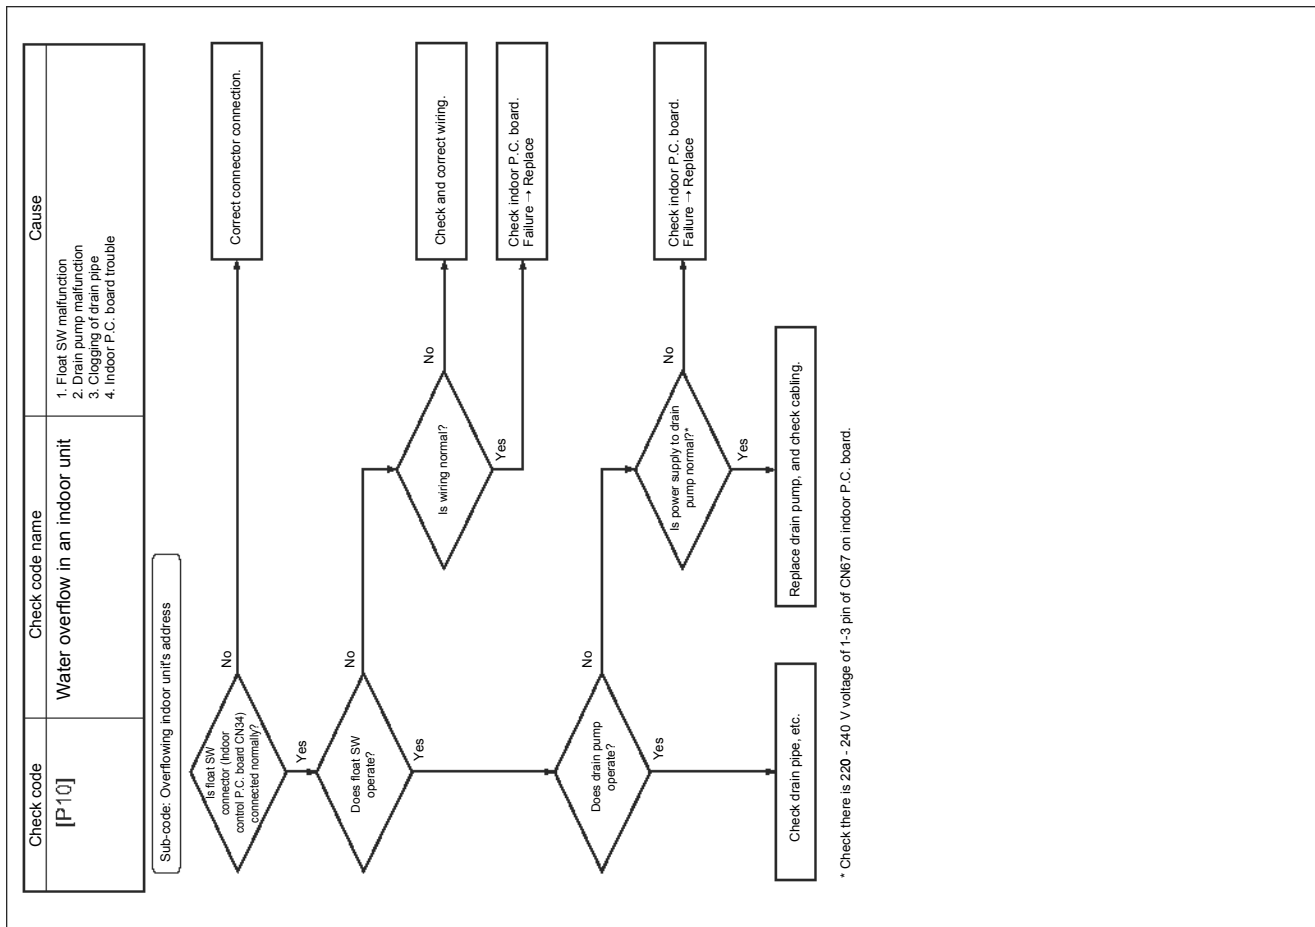 Check code
Check code name
Cause
[P10]
Water overflow in an indoor unit
1. Float SW malfunction
2. Drain pump malfunction
3. Clogging of drain pipe
4. Indoor P.C. board trouble
Sub-code: Overflowing indoor unit's address
Is float SW
connector (Indoor
control P.C. board CN34)
connected normally?
No
Correct connector connection.
Yes
Does float SW
operate?
No
Is wiring normal?
No
Check and correct wiring.
Yes
Check indoor P.C. board.
Failure → Replace
Yes
Does drain pump
operate?
No
Is power supply to drain
pump normal?*
No
Check indoor P.C. board.
Failure → Replace
Yes
Replace drain pump, and check cabling.
Yes
Check drain pipe, etc.
* Check there is 220 - 240 V voltage of 1-3 pin of CN67 on indoor P.C. board.